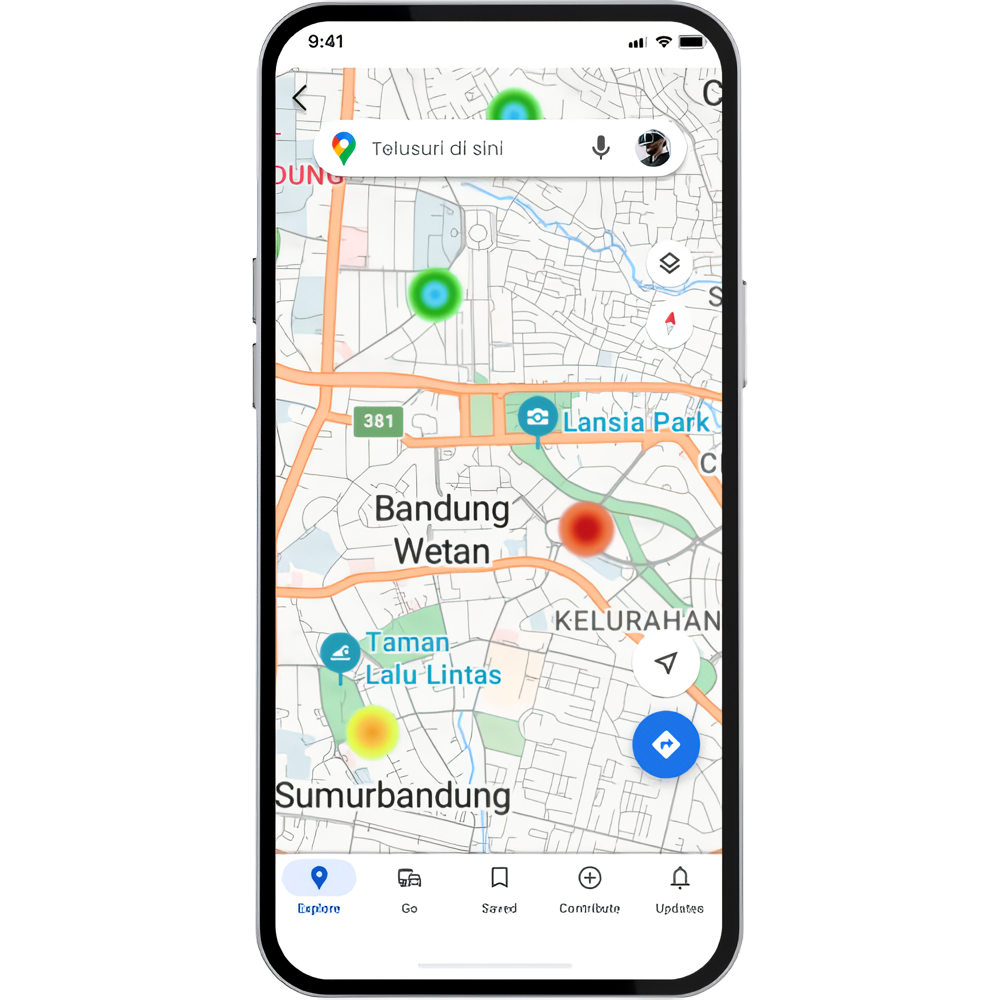 9:41
C
Telusuri di sini
DUNG
S
381
Lansia Park
C
Bandung
Wetan
KELURAHAN
Taman
Lalu Lintas
Sumurbandung
Explore
Go
Saved
Contribute
Updates